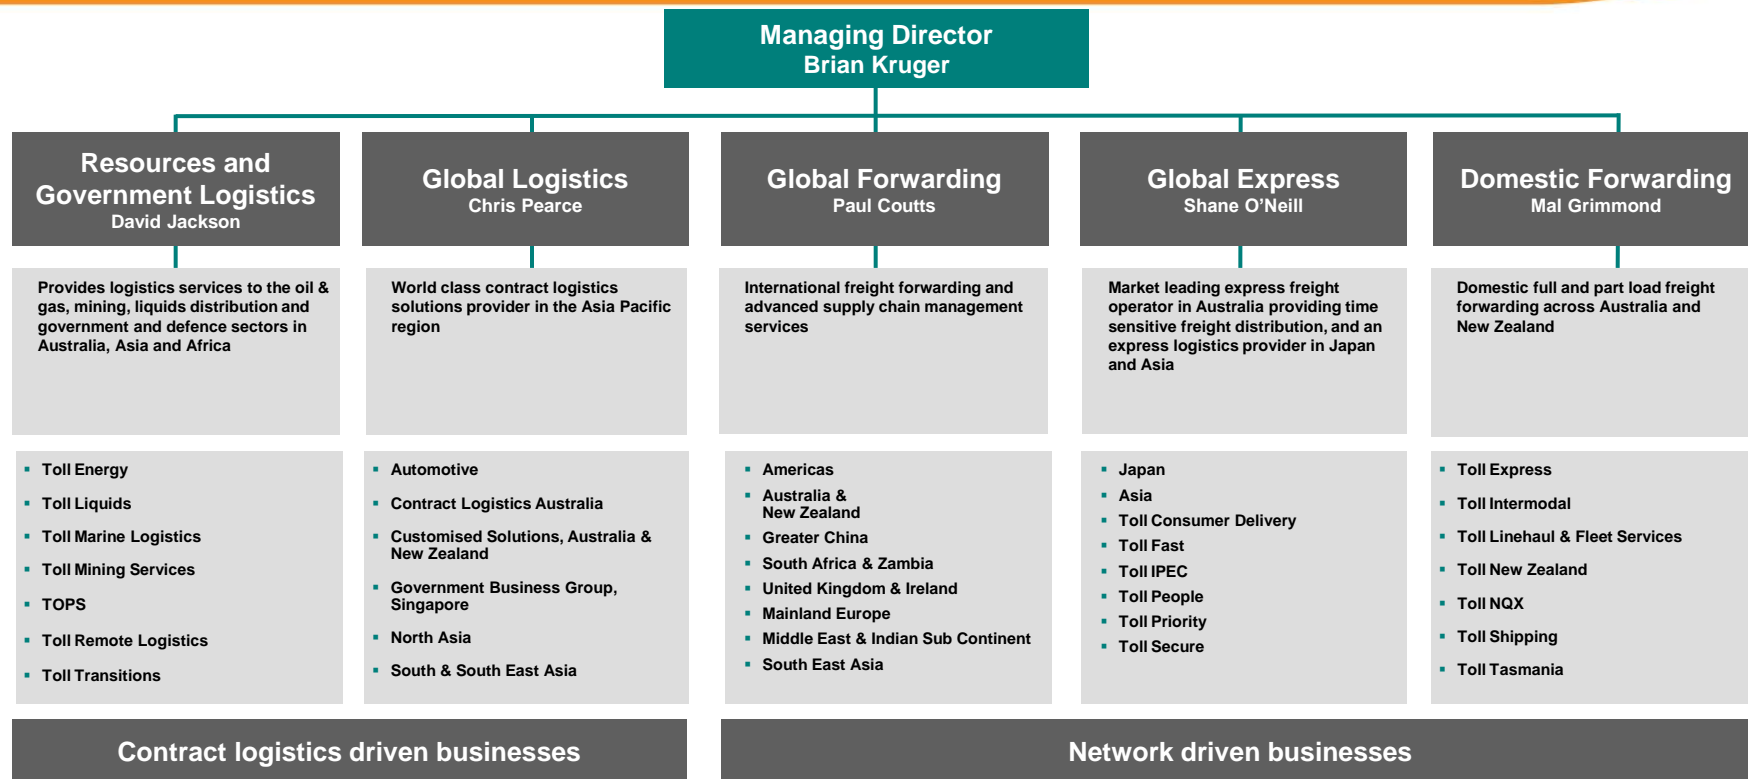 Managing Director
Brian Kruger
Resources and
Government Logistics
David Jackson
Global Logistics
Chris Pearce
Global Forwarding
Paul Coutts
Global Express
Shane O’Neill
Domestic Forwarding
Mal Grimmond
Provides logistics services to the oil &
gas, mining, liquids distribution and
government and defence sectors in
Australia, Asia and Africa
World class contract logistics
solutions provider in the Asia Pacific
region
International freight forwarding and
advanced supply chain management
services
Market leading express freight
operator in Australia providing time
sensitive freight distribution, and an
express logistics provider in Japan
and Asia
Domestic full and part load freight
forwarding across Australia and
New Zealand
▪ Toll Energy
▪ Toll Liquids
▪ Toll Marine Logistics
▪ Toll Mining Services
▪ TOPS
▪ Toll Remote Logistics
▪ Toll Transitions
▪ Automotive
▪ Contract Logistics Australia
▪ Customised Solutions, Australia &
New Zealand
▪ Government Business Group,
Singapore
▪ North Asia
▪ South & South East Asia
▪ Americas
▪ Australia &
New Zealand
▪ Greater China
▪ South Africa & Zambia
▪ United Kingdom & Ireland
▪ Mainland Europe
▪ Middle East & Indian Sub Continent
▪ South East Asia
▪ Japan
▪ Asia
▪ Toll Consumer Delivery
▪ Toll Fast
▪ Toll IPEC
▪ Toll People
▪ Toll Priority
▪ Toll Secure
▪ Toll Express
▪ Toll Intermodal
▪ Toll Linehaul & Fleet Services
▪ Toll New Zealand
▪ Toll NQX
▪ Toll Shipping
▪ Toll Tasmania
Contract logistics driven businesses
Network driven businesses